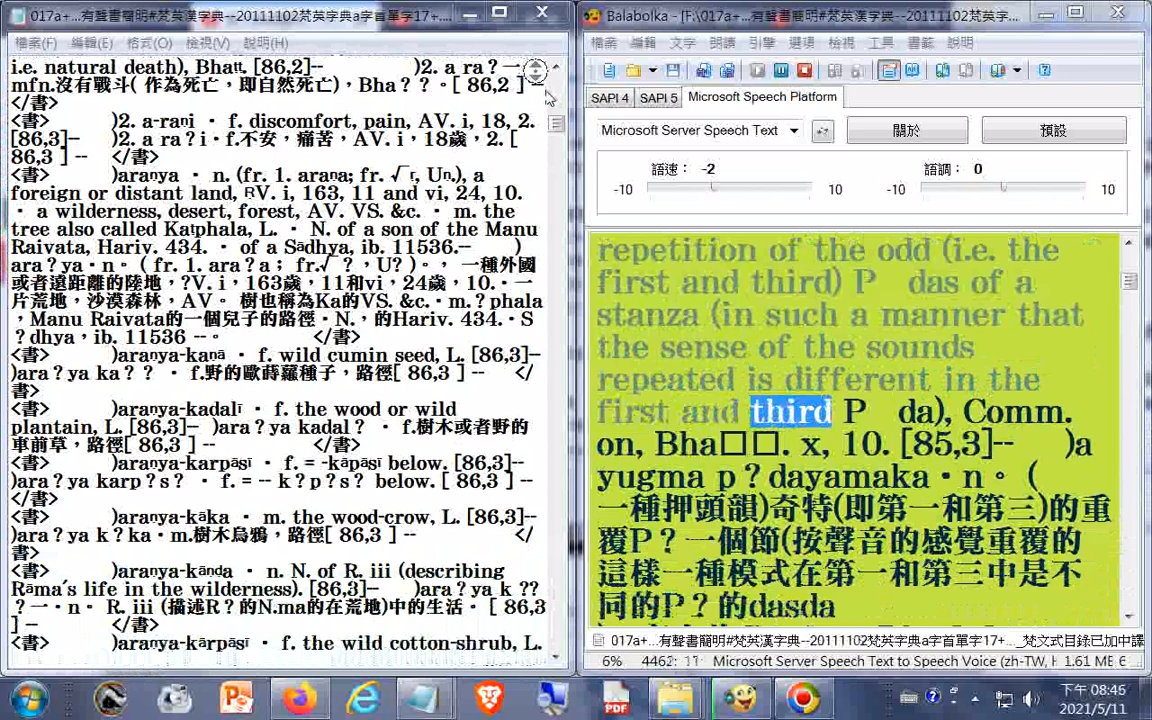 017a+...有聲書簡明#梵英漢字典--20111102梵英字典a字首單字17+...
檔案(F) 編輯(E) 格式(O) 檢視(V) 說明(H)
i.e. natural death), Bhaṭṭ. [86,2]-- )2. a ra？一
mfn.沒有戰斗( 作為死亡，即自然死亡)，Bha？？。[ 86,2 ] --
</書>
<書> )2. a-raṇi · f. discomfort, pain, AV. i, 18, 2.
[86,3]-- )2. a ra？i · f.不安，痛苦，AV. i，18歲，2. [
86,3 ] -- </書>
<書> )araṇya · n. (fr. 1. araṇa; fr. √ṛ, Uṇ.), a
foreign or distant land, ṚV. i, 163, 11 and vi, 24, 10.
· a wilderness, desert, forest, AV. VS. &c. · m. the
tree also called Kaṭphala, L. · N. of a son of the Manu
Raivata, Hariv. 434. · of a Sādhya, ib. 11536.-- )
ara？ya · n。( fr. 1. ara？a； fr.√？，U？)。， 一種外國
或者遠距離的陸地，?V. i，163歲，11和vi，24歲，10. · 一
片荒地，沙漠森林，AV。 樹也稱為Ka的VS. &c. · m.？phala
，Manu Raivata的一個兒子的路徑 · N.，的Hariv. 434. · S
？dhya，ib. 11536 --。 </書>
<書> )araṇya-kaṇā · f. wild cumin seed, L. [86,3]--
)ara？ya ka？？ · f.野的歐蒔蘿種子，路徑[ 86,3 ] -- </
書>
<書> )araṇya-kadalī · f. the wood or wild
plantain, L. [86,3]-- )ara？ya kadal？ · f.樹木或者野的
車前草，路徑[ 86,3 ] -- </書>
<書> )araṇya-karpāsī · f. = -kāpāsī below. [86,3]--
)ara？ya karp？s？ · f. = -- k？p？s？ below. [ 86,3 ] --
</書>
<書> )araṇya-kāka · m. the wood-crow, L. [86,3]--
)ara？ya k？ka · m.樹木烏鴉，路徑[ 86,3 ] -- </
書>
<書> )araṇya-kāṇḍa · n. N. of R. iii (describing
Rāma's life in the wilderness). [86,3]-- )ara？ya k ??
？一 · n。 R. iii (描述R？的N.ma的在荒地)中的生活。[ 86,3
] -- </書>
<書> )araṇya-kārpāsī · f. the wild cotton-shrub, L.
Balabolka - [F:\017a+...有聲書簡明#梵英漢字典--20111102梵英字...
檔案 編輯 文字 朗讀 引擎 選項 檢視 工具 書籤 說明
SAPI 4 SAPI 5 Microsoft Speech Platform
Microsoft Server Speech Text 關於 預設
語速： -2 語調： 0
-10 10 -10 10
repetition of the odd (i.e. the
first and third) P das of a
stanza (in such a manner that
the sense of the sounds
repeated is different in the
first and third P da), Comm.
on, Bha□□. x, 10. [85,3]-- )a
yugma p？dayamaka · n。(
一種押頭韻)奇特(即第一和第三)的重
覆P？一個節(按聲音的感覺重覆的
這樣一種模式在第一和第三中是不
同的P？的dasda
017a+...有聲書簡明#梵英漢字典--20111102梵英字典a字首單字17+..._梵文式目錄已加中譯
6% 4462: 11 Microsoft Server Speech Text to Speech Voice (zh-TW, H 1.61 MB 6
PDF
下午 08:46
2021/5/11